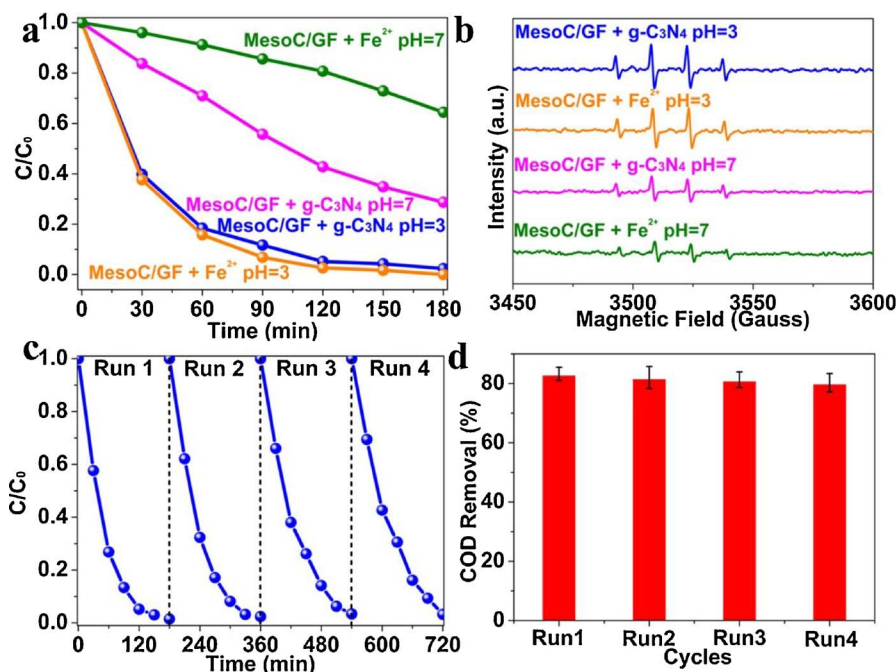 a
1.0
0.8
0.6
0.4
0.2
0.0
C/C₀
MesoC/GF + Fe²⁺ pH=7
MesoC/GF + g-C₃N₄ pH=7
MesoC/GF + g-C₃N₄ pH=3
MesoC/GF + Fe²⁺ pH=3
0 30 60 90 120 150 180
Time (min)
b
Intensity (a.u.)
MesoC/GF + g-C₃N₄ pH=3
MesoC/GF + Fe²⁺ pH=3
MesoC/GF + g-C₃N₄ pH=7
MesoC/GF + Fe²⁺ pH=7
3450 3500 3550 3600
Magnetic Field (Gauss)
c
1.0
0.8
0.6
0.4
0.2
0.0
C/C₀
Run 1 Run 2 Run 3 Run 4
0 120 240 360 480 600 720
Time (min)
d
80
60
40
20
0
COD Removal (%)
Run1 Run2 Run3 Run4
Cycles